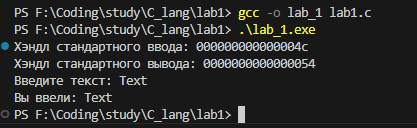 PS F:\Coding\study\C_lang\lab1> gcc -o lab_1 lab1.c
PS F:\Coding\study\C_lang\lab1> .\lab_1.exe
Хэндл стандартного ввода: 000000000000004c
Хэндл стандартного вывода: 0000000000000054
Введите текст: Text
Вы ввели: Text
PS F:\Coding\study\C_lang\lab1>